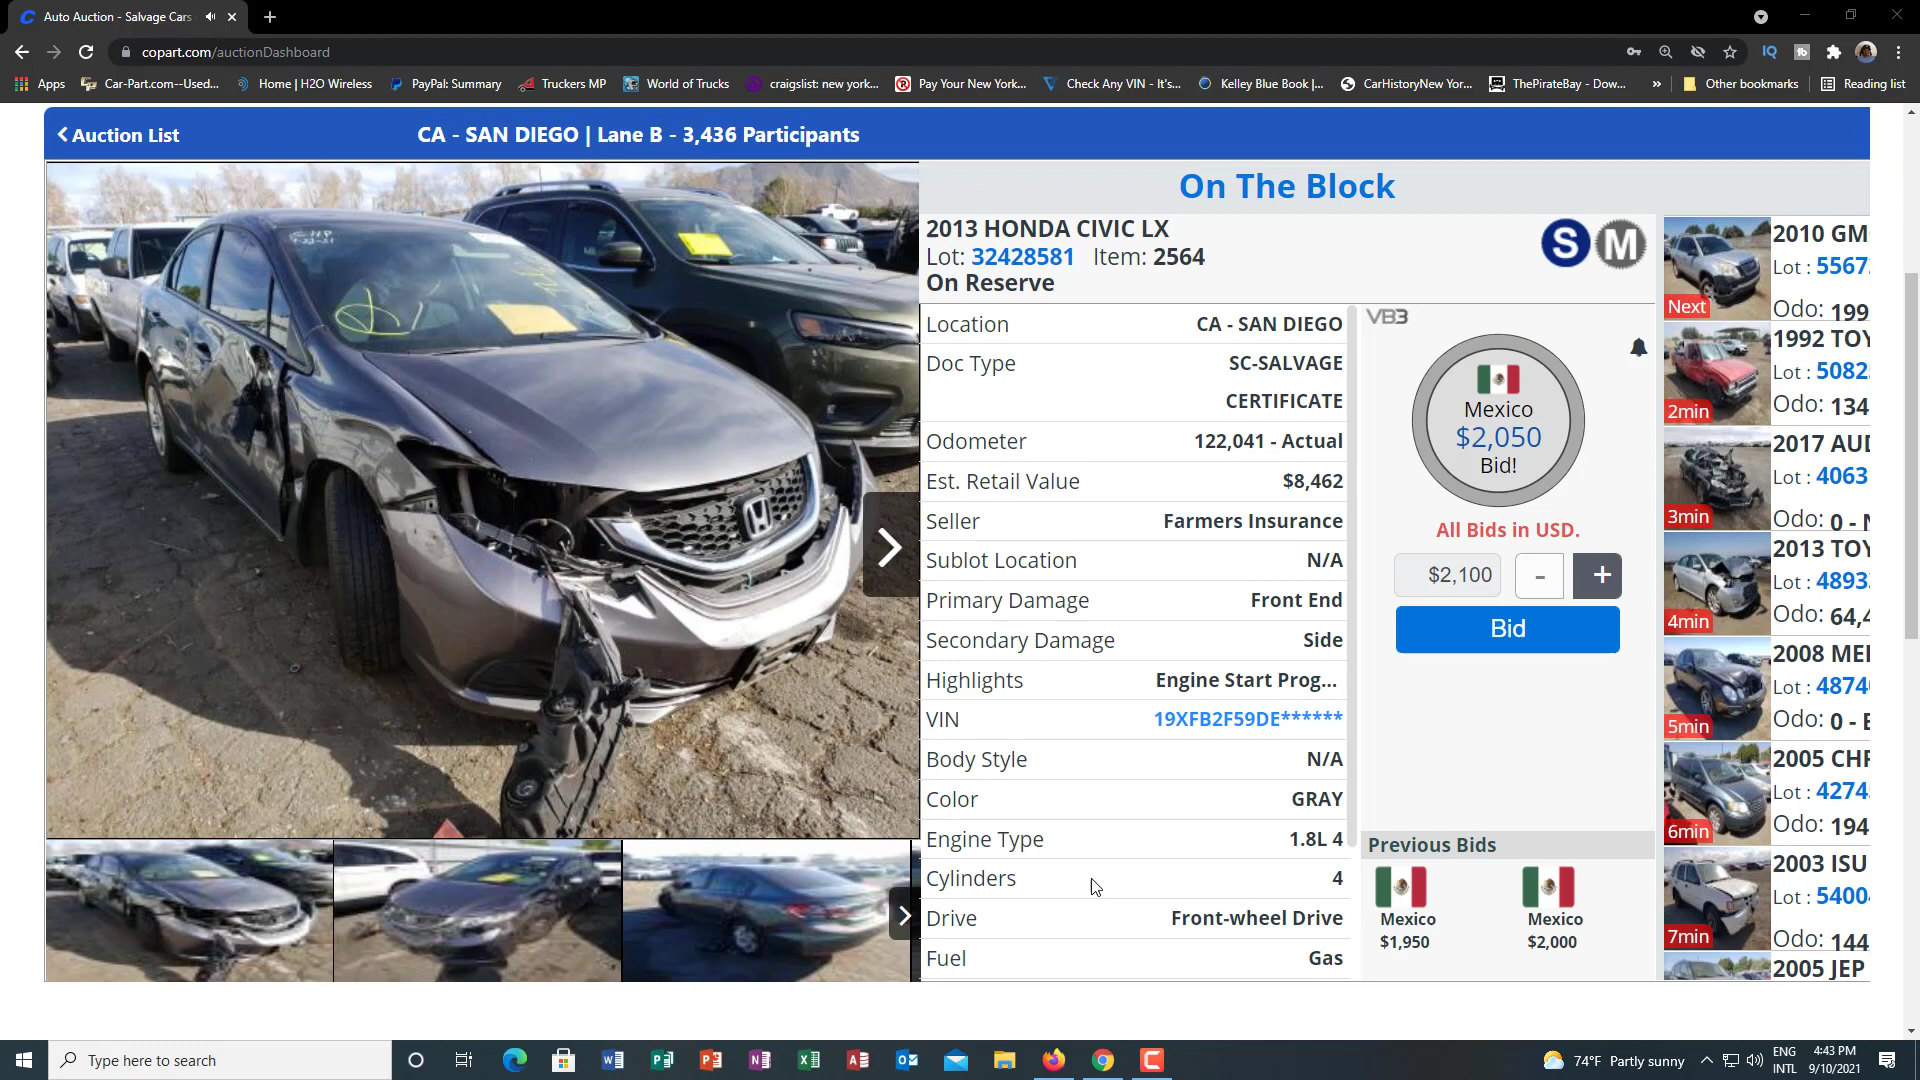 Auto Auction - Salvage Cars
copart.com/auctionDashboard
Apps
Car-Part.com--Used...
Home | H2O Wireless
PayPal: Summary
Truckers MP
World of Trucks
craigslist: new york...
Pay Your New York...
Check Any VIN - It's...
Kelley Blue Book |...
CarHistoryNew Yor...
ThePirateBay - Dow...
»
Other bookmarks
Reading list
Auction List
CA - SAN DIEGO | Lane B - 3,436 Participants
On The Block
2013 HONDA CIVIC LX
Lot: 32428581 Item: 2564
On Reserve
S
M
Location CA - SAN DIEGO
Doc Type SC-SALVAGE
CERTIFICATE
Odometer 122,041 - Actual
Est. Retail Value $8,462
Seller Farmers Insurance
Sublot Location N/A
Primary Damage Front End
Secondary Damage Side
Highlights Engine Start Prog...
VIN 19XFB2F59DE******
Body Style N/A
Color GRAY
Engine Type 1.8L 4
Cylinders 4
Drive Front-wheel Drive
Fuel Gas
VB3
Mexico
$2,050
Bid!
All Bids in USD.
$2,100
-
+
Bid
Previous Bids
Mexico
$1,950
Mexico
$2,000
2010 GM
Lot : 5567
Odo: 199
Next
1992 TOY
Lot : 5082
Odo: 134
2min
2017 AUD
Lot : 4063
Odo: 0 - N
3min
2013 TOY
Lot : 4893
Odo: 64,4
4min
2008 MER
Lot : 4874
Odo: 0 - E
5min
2005 CHR
Lot : 4274
Odo: 194
6min
2003 ISU
Lot : 5400
Odo: 144
7min
2005 JEP
Type here to search
74°F Partly sunny
ENG
INTL
4:43 PM
9/10/2021